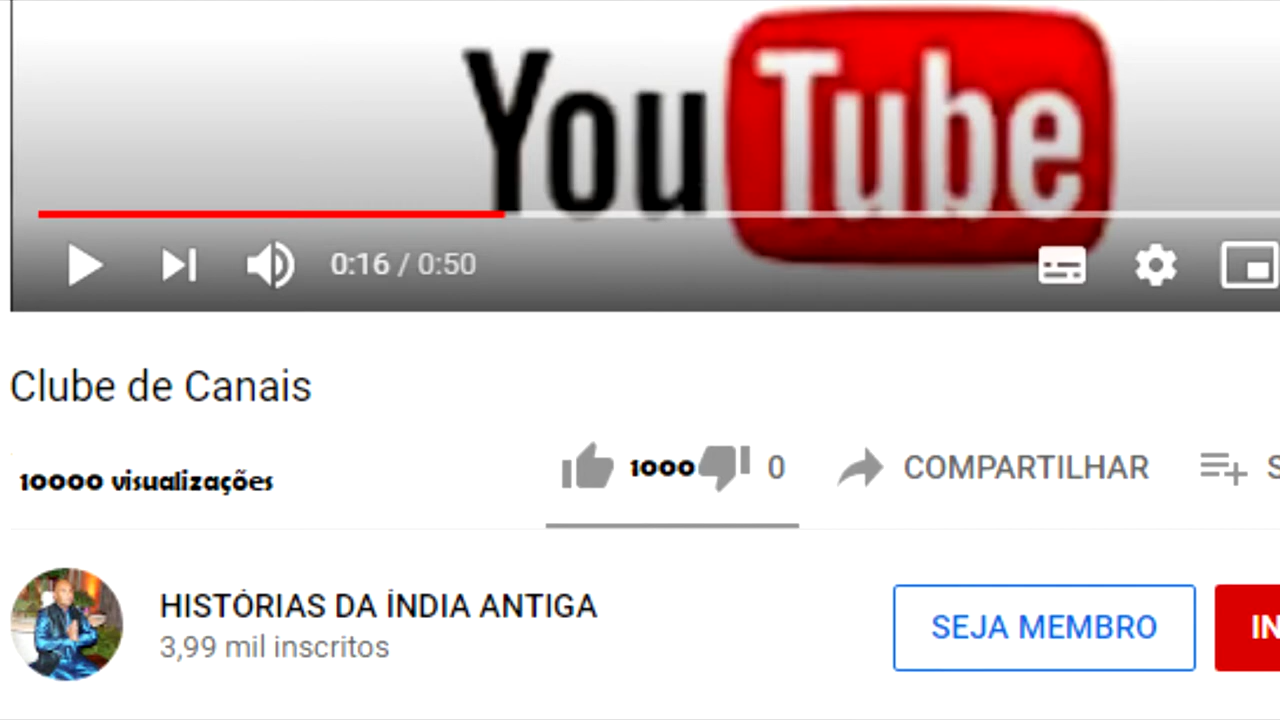 YouTube
0:16 / 0:50
Clube de Canais
10000 visualizações
1000 0 COMPARTILHAR S
HISTÓRIAS DA ÍNDIA ANTIGA
3,99 mil inscritos
SEJA MEMBRO IN